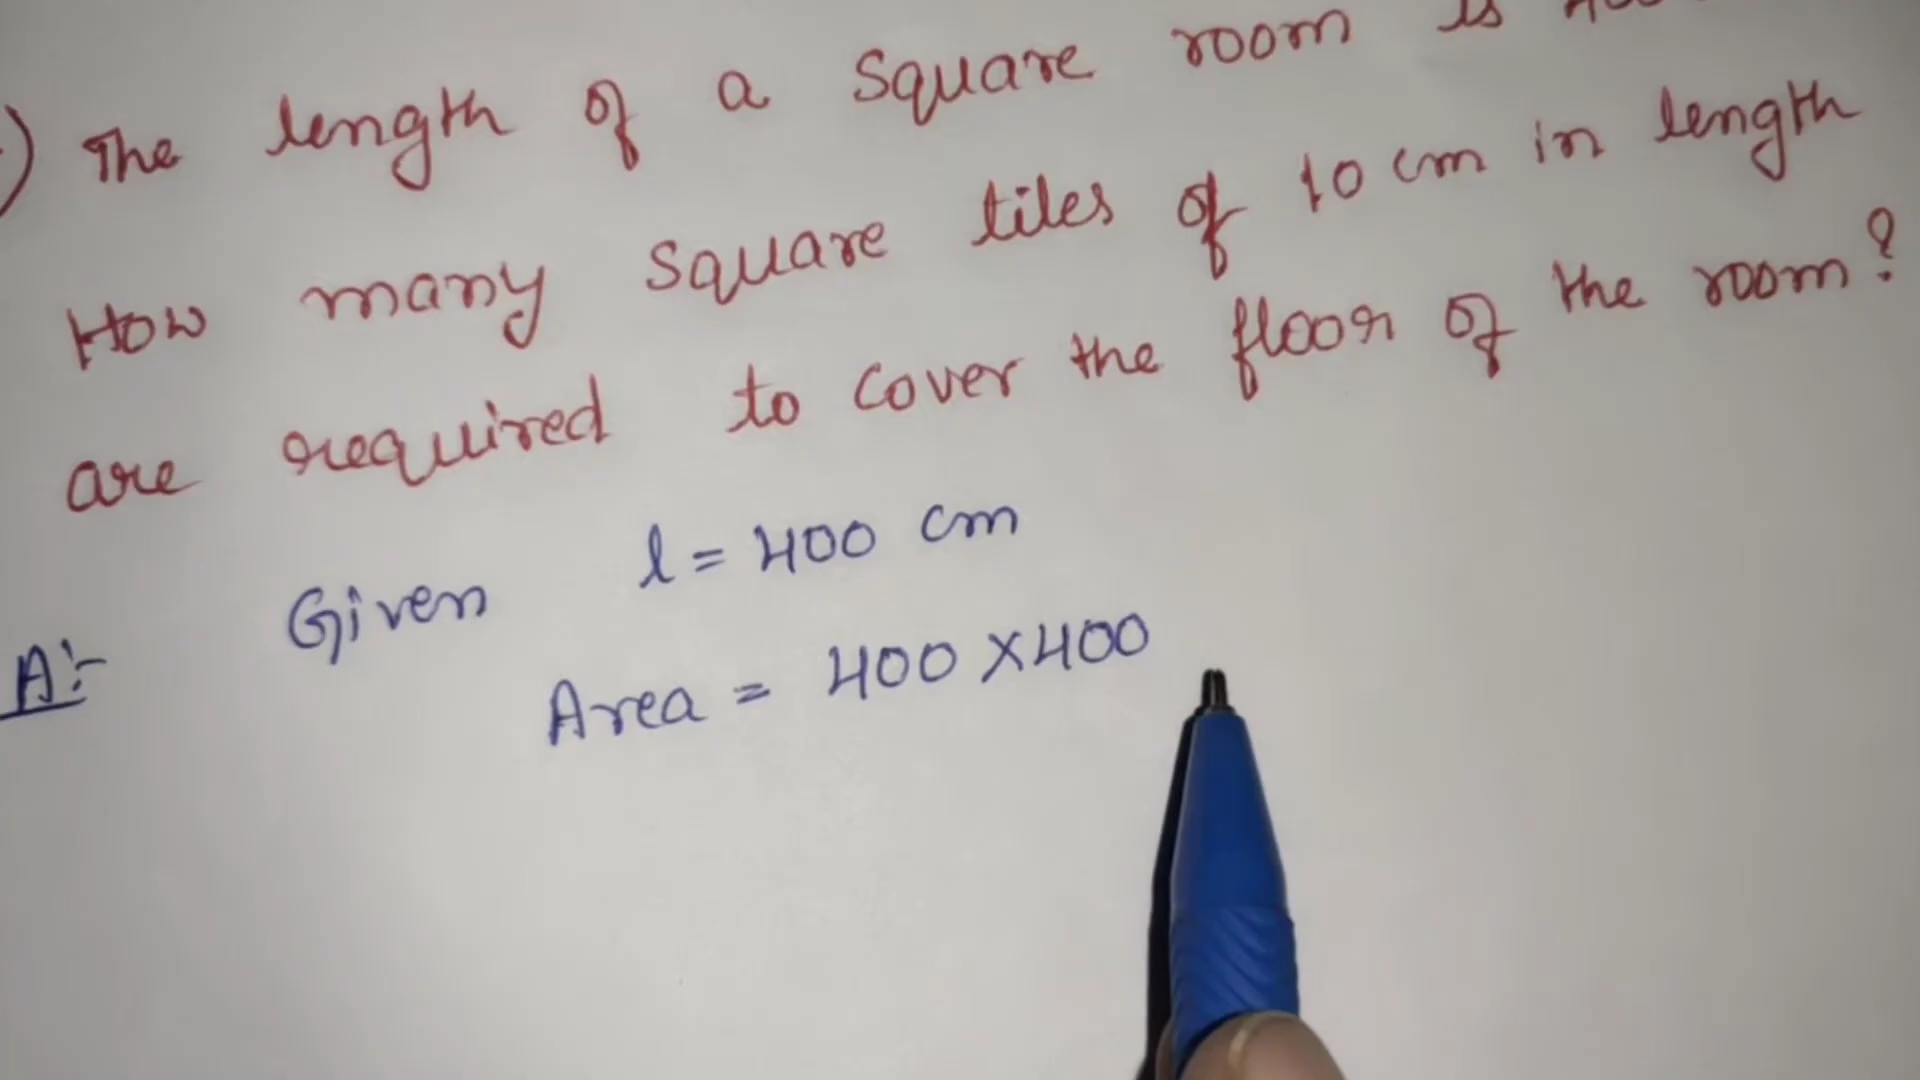 ) The length of a Square room is
How many square tiles of 10 cm in length
are required to cover the floor of the room?
A:- Given l = 400 cm
Area = 400 × 400